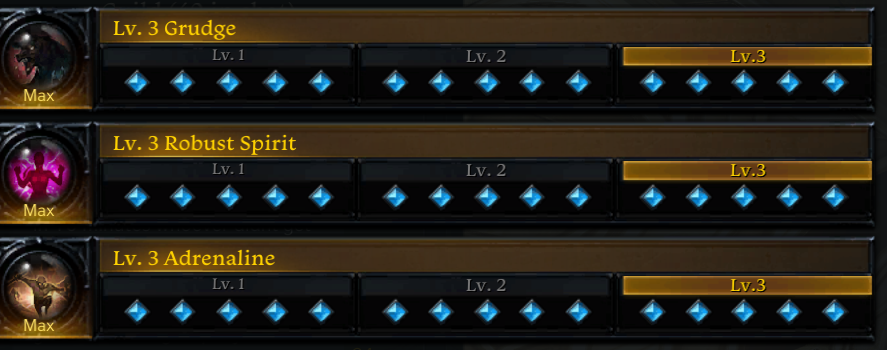 Lv. 3 Grudge
Lv. 1
Lv. 2
Lv.3
Max
Lv. 3 Robust Spirit
Lv. 1
Lv. 2
Lv.3
Max
Lv. 3 Adrenaline
Lv. 1
Lv. 2
Lv.3
Max